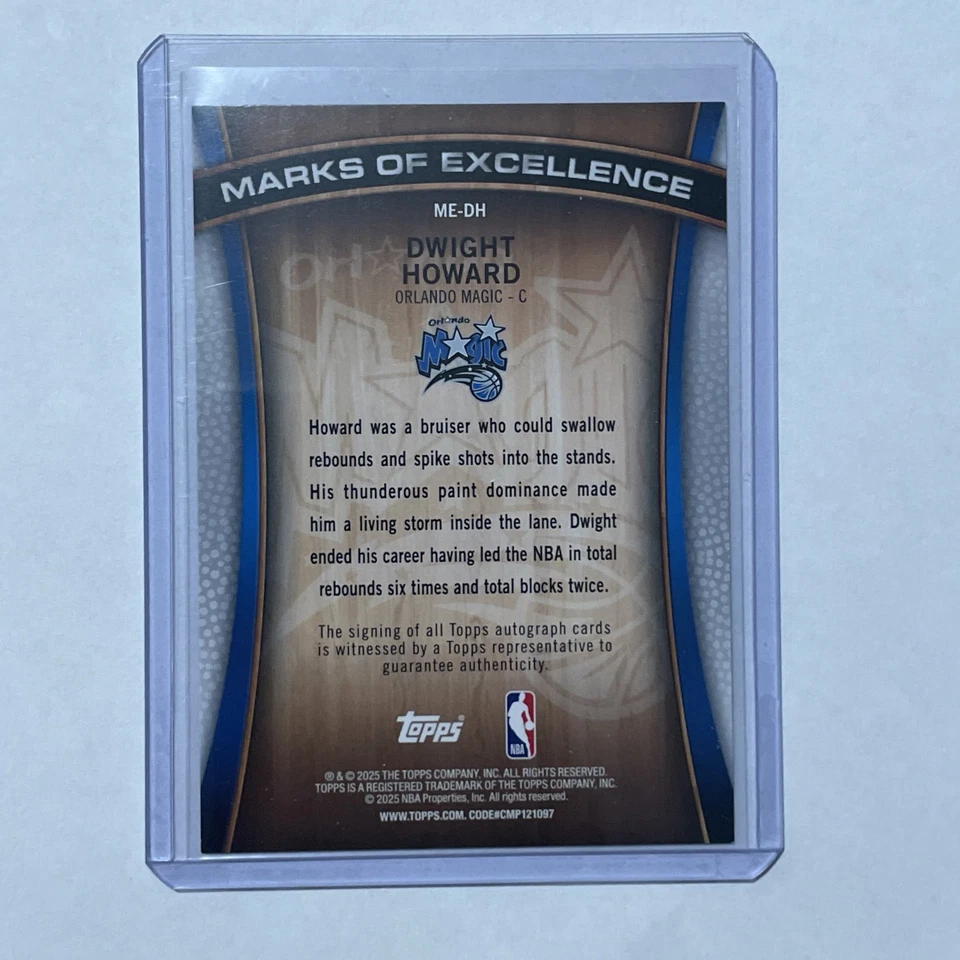 MARKS OF EXCELLENCE
ME-DH
DWIGHT
HOWARD
ORLANDO MAGIC - C
Orlando
Magic
Howard was a bruiser who could swallow
rebounds and spike shots into the stands.
His thunderous paint dominance made
him a living storm inside the lane. Dwight
ended his career having led the NBA in total
rebounds six times and total blocks twice.
The signing of all Topps autograph cards
is witnessed by a Topps representative to
guarantee authenticity.
topps®
NBA
® & © 2025 THE TOPPS COMPANY, INC. ALL RIGHTS RESERVED.
TOPPS IS A REGISTERED TRADEMARK OF THE TOPPS COMPANY, INC.
© 2025 NBA Properties, Inc. All rights reserved.
WWW.TOPPS.COM. CODE#CMP121097